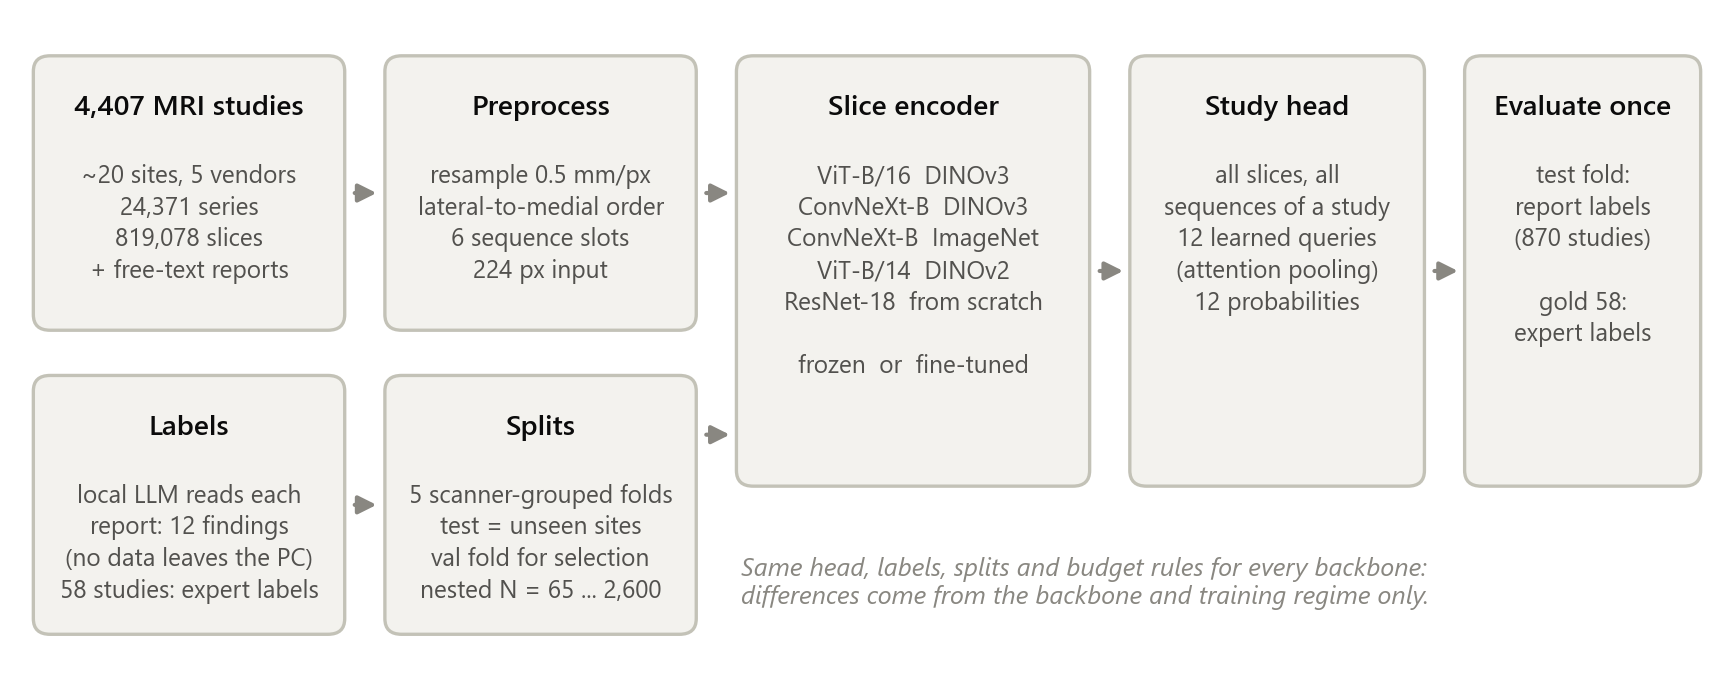 4,407 MRI studies
~20 sites, 5 vendors
24,371 series
819,078 slices
+ free-text reports
Preprocess
resample 0.5 mm/px
lateral-to-medial order
6 sequence slots
224 px input
Slice encoder
ViT-B/16 DINOv3
ConvNeXt-B DINOv3
ConvNeXt-B ImageNet
ViT-B/14 DINOv2
ResNet-18 from scratch
frozen or fine-tuned
Study head
all slices, all
sequences of a study
12 learned queries
(attention pooling)
12 probabilities
Evaluate once
test fold:
report labels
(870 studies)
gold 58:
expert labels
Labels
local LLM reads each
report: 12 findings
(no data leaves the PC)
58 studies: expert labels
Splits
5 scanner-grouped folds
test = unseen sites
val fold for selection
nested N = 65 ... 2,600
Same head, labels, splits and budget rules for every backbone:
differences come from the backbone and training regime only.